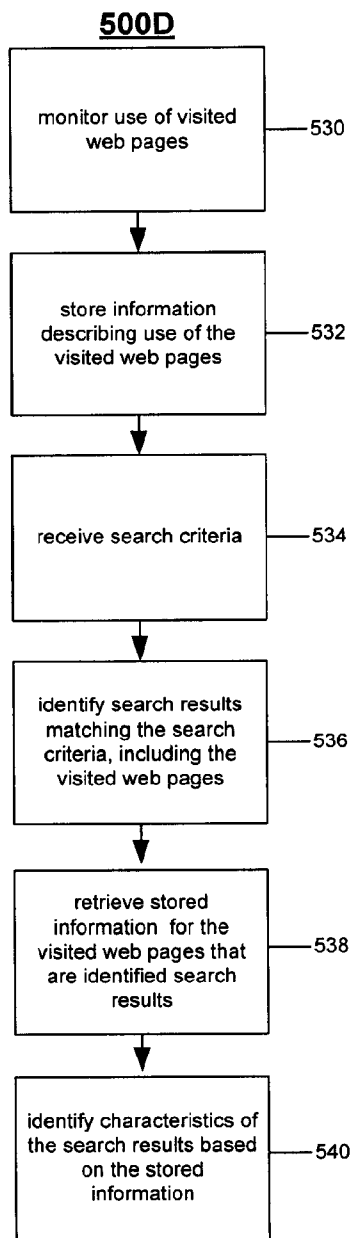 500D
monitor use of visited
web pages
530
store information
describing use of the
visited web pages
532
receive search criteria
534
identify search results
matching the search
criteria, including the
visited web pages
536
retrieve stored
information for the
visited web pages that
are identified search
results
538
identify characteristics of
the search results based
on the stored
information
540